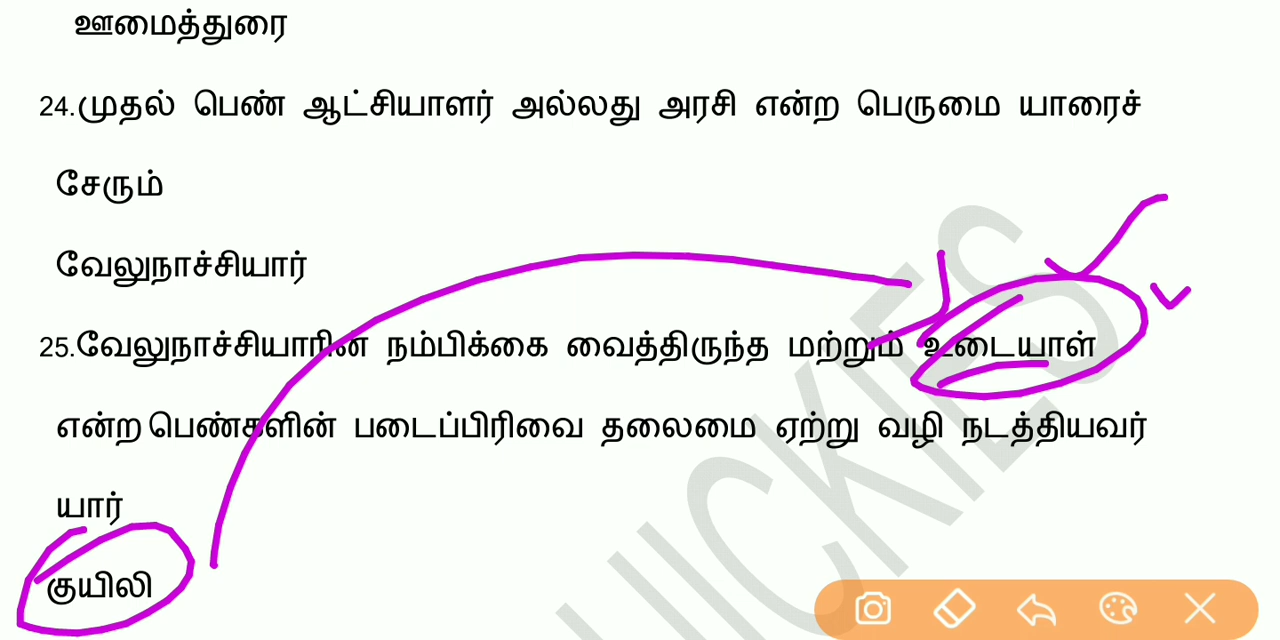 ஊமைத்துரை
24.முதல் பெண் ஆட்சியாளர் அல்லது அரசி என்ற பெருமை யாரைச்
சேரும்
வேலுநாச்சியார்
25.வேலுநாச்சியாரின் நம்பிக்கை வைத்திருந்த மற்றும் உடையாள்
என்ற பெண்களின் படைப்பிரிவை தலைமை ஏற்று வழி நடத்தியவர்
யார்
குயிலி